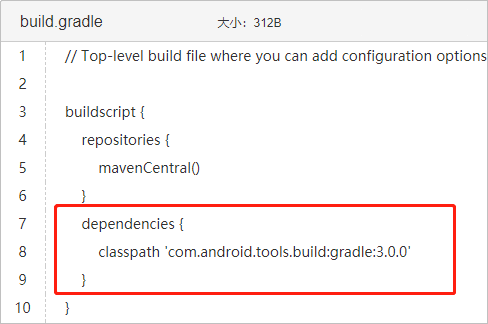 build.gradle 大小：312B
1 // Top-level build file where you can add configuration options
2
3 buildscript {
4 repositories {
5 mavenCentral()
6 }
7 dependencies {
8 classpath 'com.android.tools.build:gradle:3.0.0'
9 }
10 }